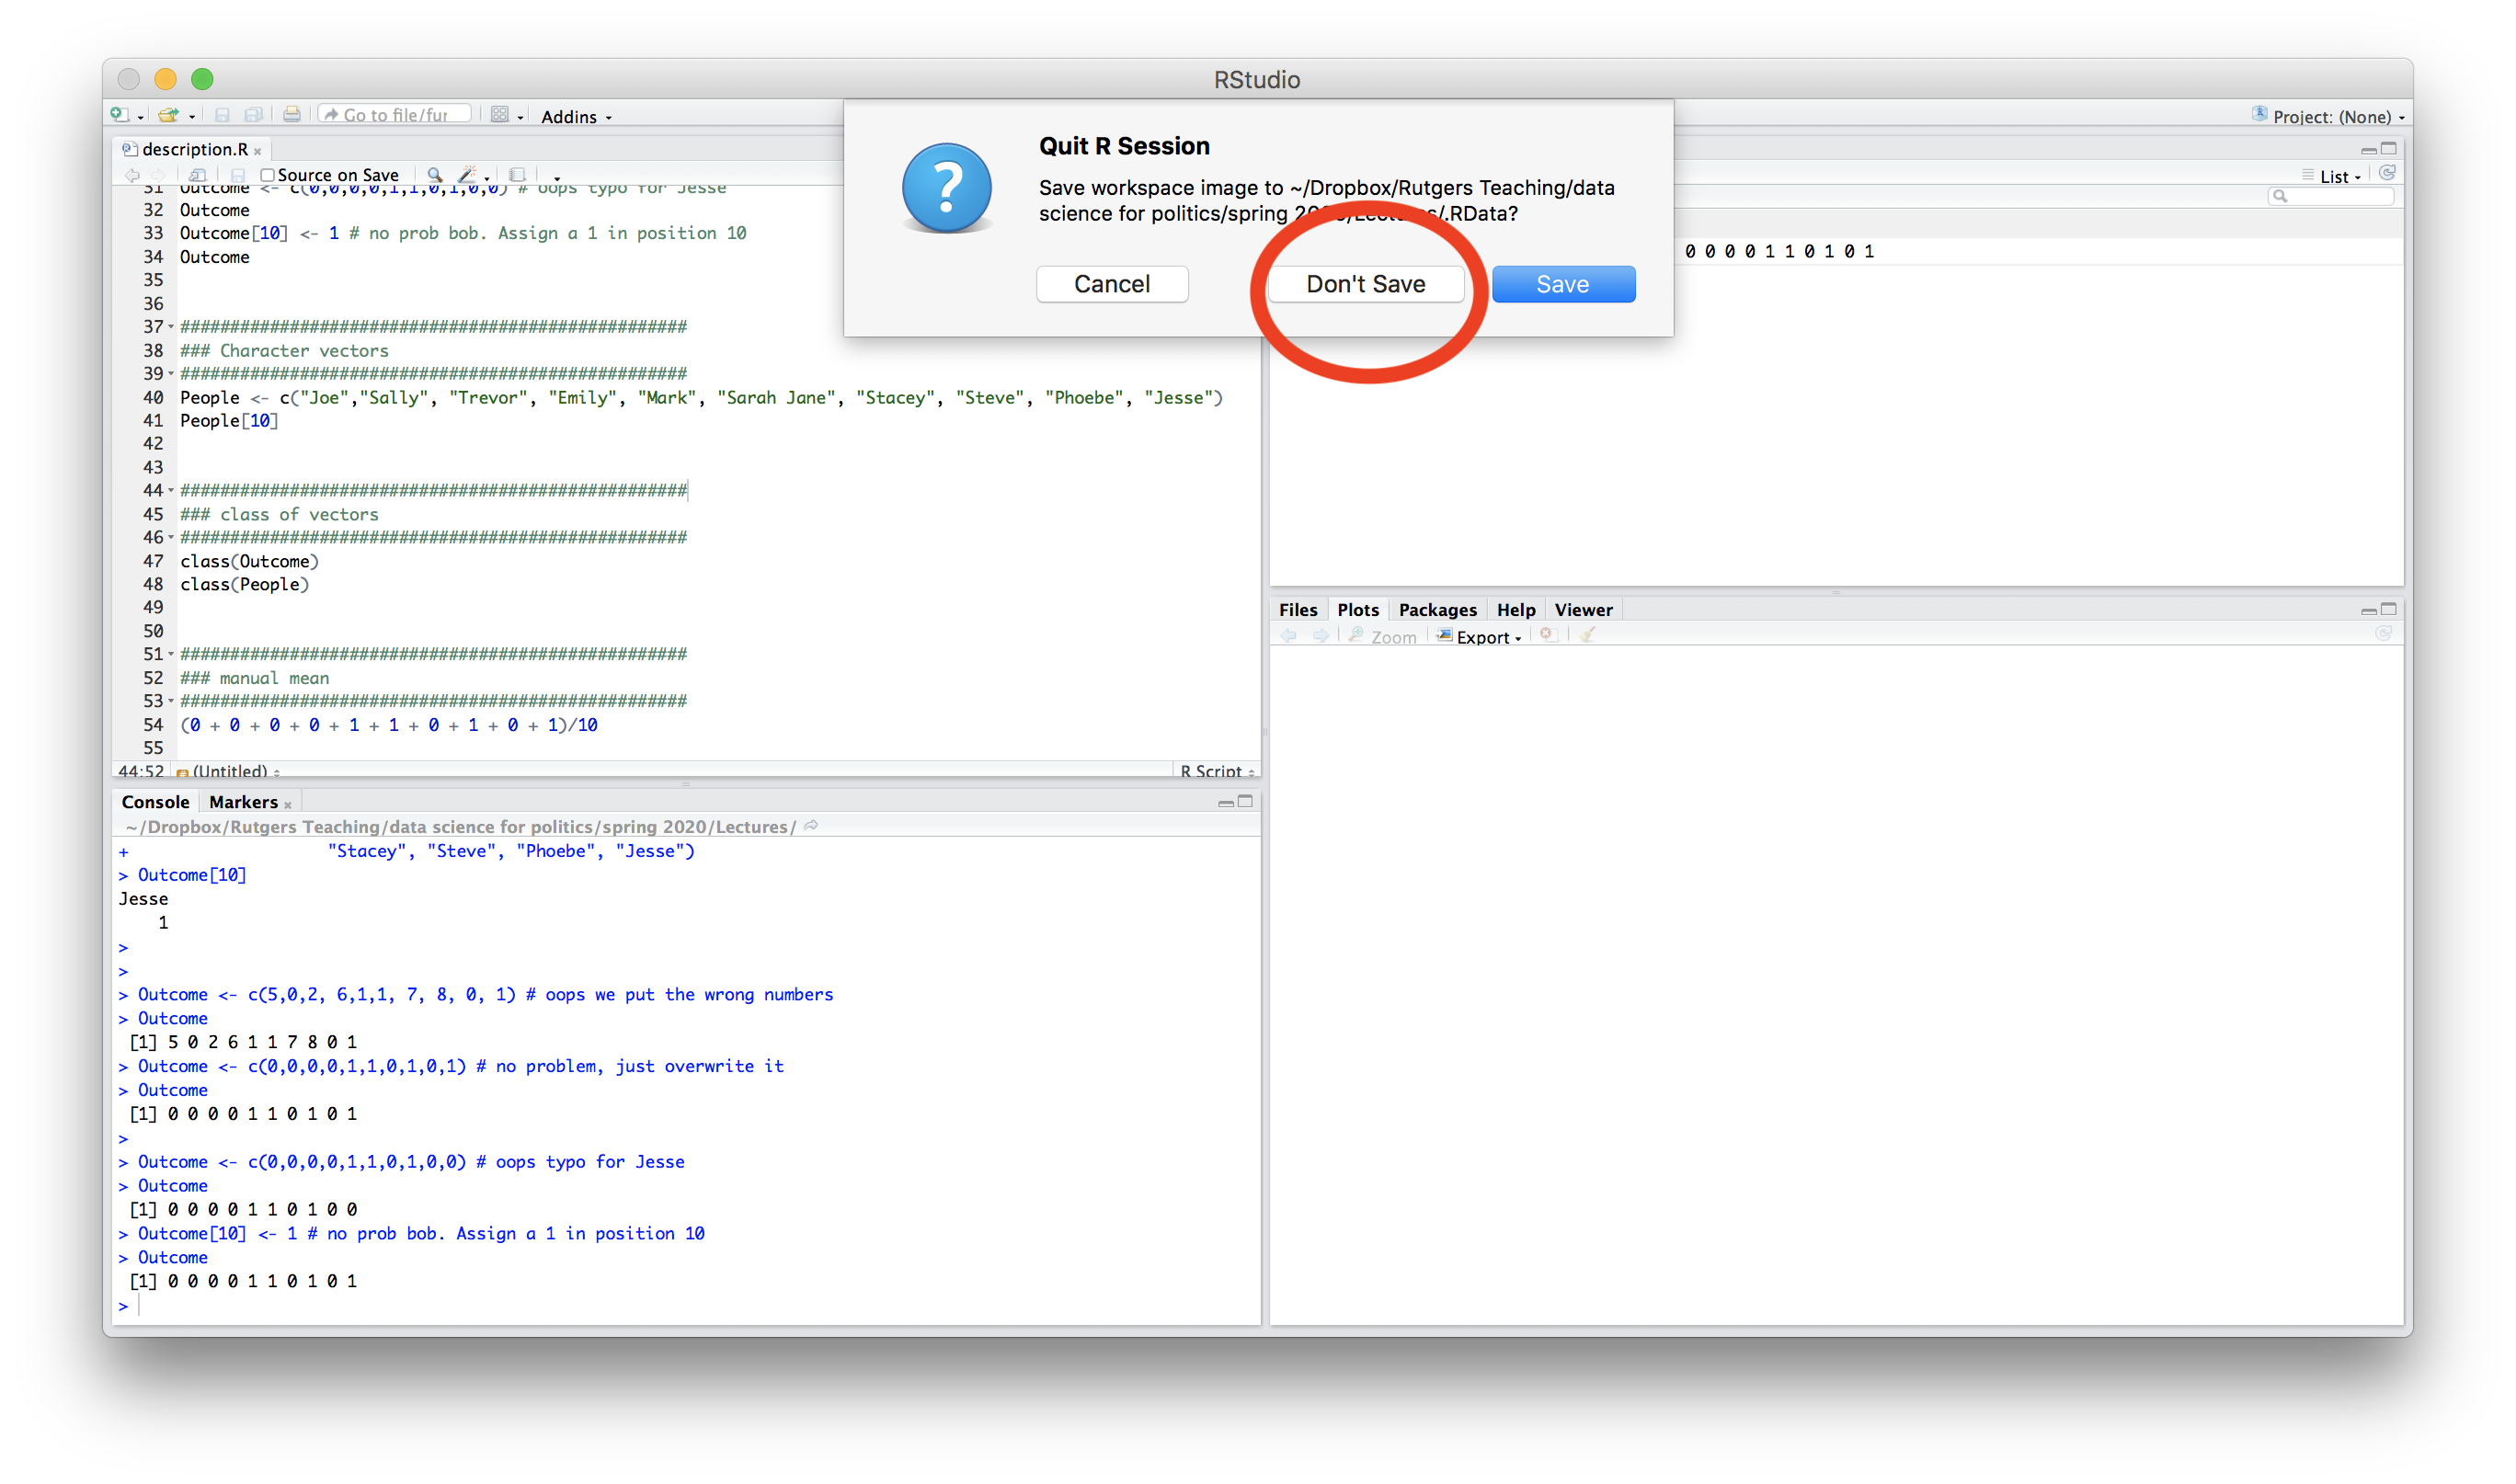 RStudio
Go to file/fur
Addins
Project: (None)
description.R
Source on Save
31 Outcome <- c(0,0,0,0,1,1,0,1,0,0) # oops typo for Jesse
32 Outcome
33 Outcome[10] <- 1 # no prob bob. Assign a 1 in position 10
34 Outcome
35
36
37 ###################################################
38 ### Character vectors
39 ###################################################
40 People <- c("Joe","Sally", "Trevor", "Emily", "Mark", "Sarah Jane", "Stacey", "Steve", "Phoebe", "Jesse")
41 People[10]
42
43
44 ###################################################
45 ### class of vectors
46 ###################################################
47 class(Outcome)
48 class(People)
49
50
51 ###################################################
52 ### manual mean
53 ###################################################
54 (0 + 0 + 0 + 0 + 1 + 1 + 0 + 1 + 0 + 1)/10
55
44:52 # (Untitled)
R Script
Quit R Session
Save workspace image to ~/Dropbox/Rutgers Teaching/data
science for politics/spring 2020/Lectures/.RData?
Cancel
Don't Save
Save
List
0 0 0 0 1 1 0 1 0 1
Files Plots Packages Help Viewer
Zoom Export
Console Markers
~/Dropbox/Rutgers Teaching/data science for politics/spring 2020/Lectures/
+ "Stacey", "Steve", "Phoebe", "Jesse")
> Outcome[10]
Jesse
1
>
>
> Outcome <- c(5,0,2, 6,1,1, 7, 8, 0, 1) # oops we put the wrong numbers
> Outcome
[1] 5 0 2 6 1 1 7 8 0 1
> Outcome <- c(0,0,0,0,1,1,0,1,0,1) # no problem, just overwrite it
> Outcome
[1] 0 0 0 0 1 1 0 1 0 1
>
> Outcome <- c(0,0,0,0,1,1,0,1,0,0) # oops typo for Jesse
> Outcome
[1] 0 0 0 0 1 1 0 1 0 0
> Outcome[10] <- 1 # no prob bob. Assign a 1 in position 10
> Outcome
[1] 0 0 0 0 1 1 0 1 0 1
>